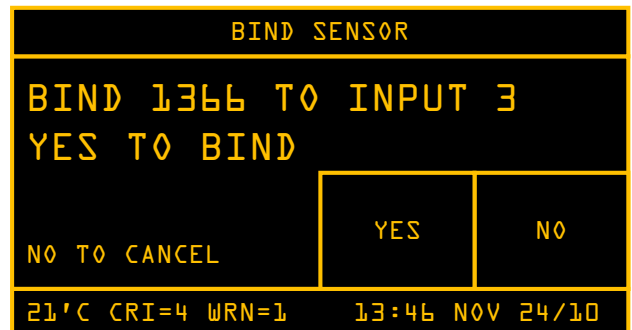 BIND SENSOR
BIND 1366 TO INPUT 3
YES TO BIND
YES NO
NO TO CANCEL
21'C CRI=4 WRN=1 13:46 NOV 24/10